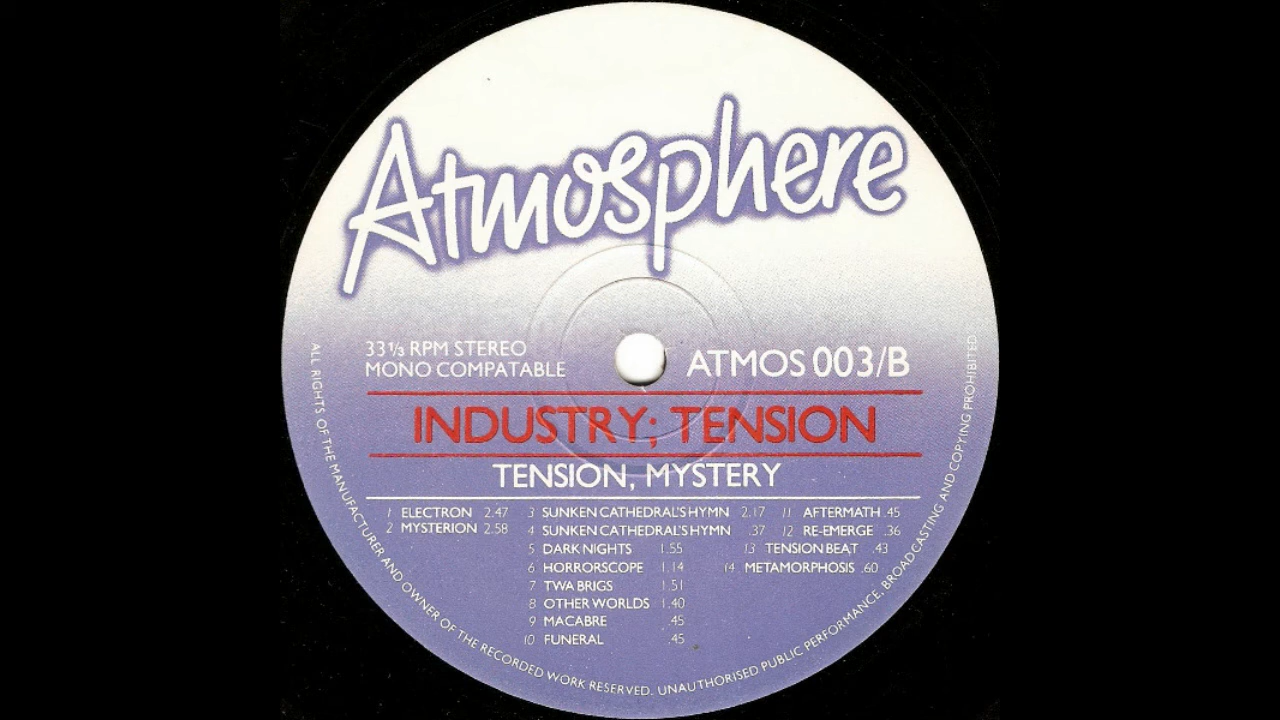 Atmosphere
33⅓ RPM STEREO
MONO COMPATABLE
ATMOS 003/B
INDUSTRY; TENSION
TENSION, MYSTERY
1 ELECTRON 2.47
2 MYSTERION 2.58
3 SUNKEN CATHEDRAL'S HYMN 2.17
4 SUNKEN CATHEDRAL'S HYMN .37
5 DARK NIGHTS 1.55
6 HORRORSCOPE 1.14
7 TWA BRIGS 1.51
8 OTHER WORLDS 1.40
9 MACABRE .45
10 FUNERAL .45
11 AFTERMATH .45
12 RE-EMERGE .36
13 TENSION BEAT .43
14 METAMORPHOSIS .60
ALL RIGHTS OF THE MANUFACTURER AND OWNER OF THE RECORDED WORK RESERVED. UNAUTHORISED PUBLIC PERFORMANCE, BROADCASTING AND COPYING PROHIBITED